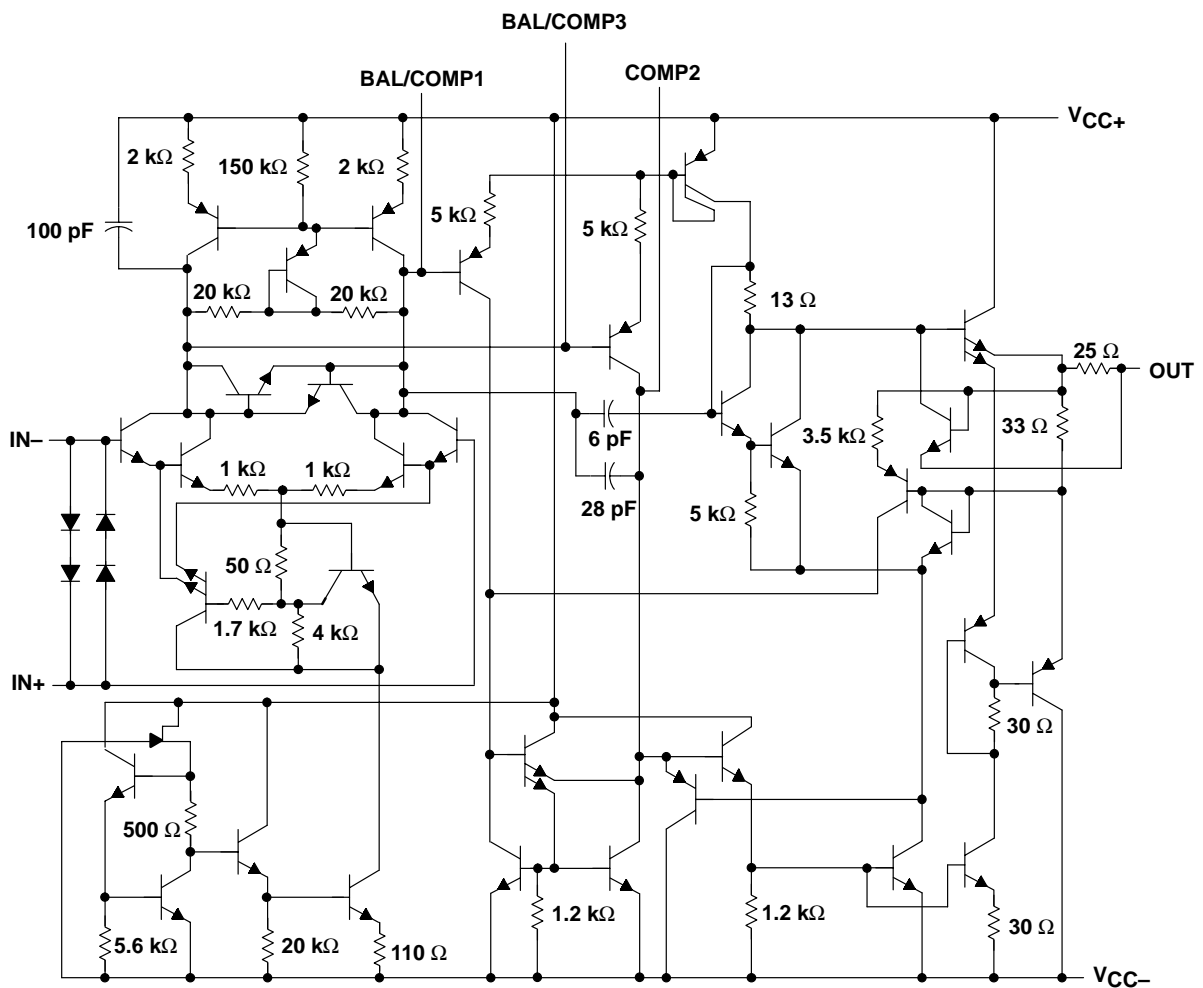 BAL/COMP3
COMP2
BAL/COMP1
VCC+
2 kΩ
150 kΩ
2 kΩ
5 kΩ
5 kΩ
100 pF
20 kΩ
20 kΩ
13 Ω
25 Ω
OUT
IN–
6 pF
3.5 kΩ
33 Ω
1 kΩ
1 kΩ
28 pF
5 kΩ
50 Ω
1.7 kΩ
4 kΩ
IN+
30 Ω
500 Ω
5.6 kΩ
20 kΩ
110 Ω
1.2 kΩ
1.2 kΩ
30 Ω
VCC–